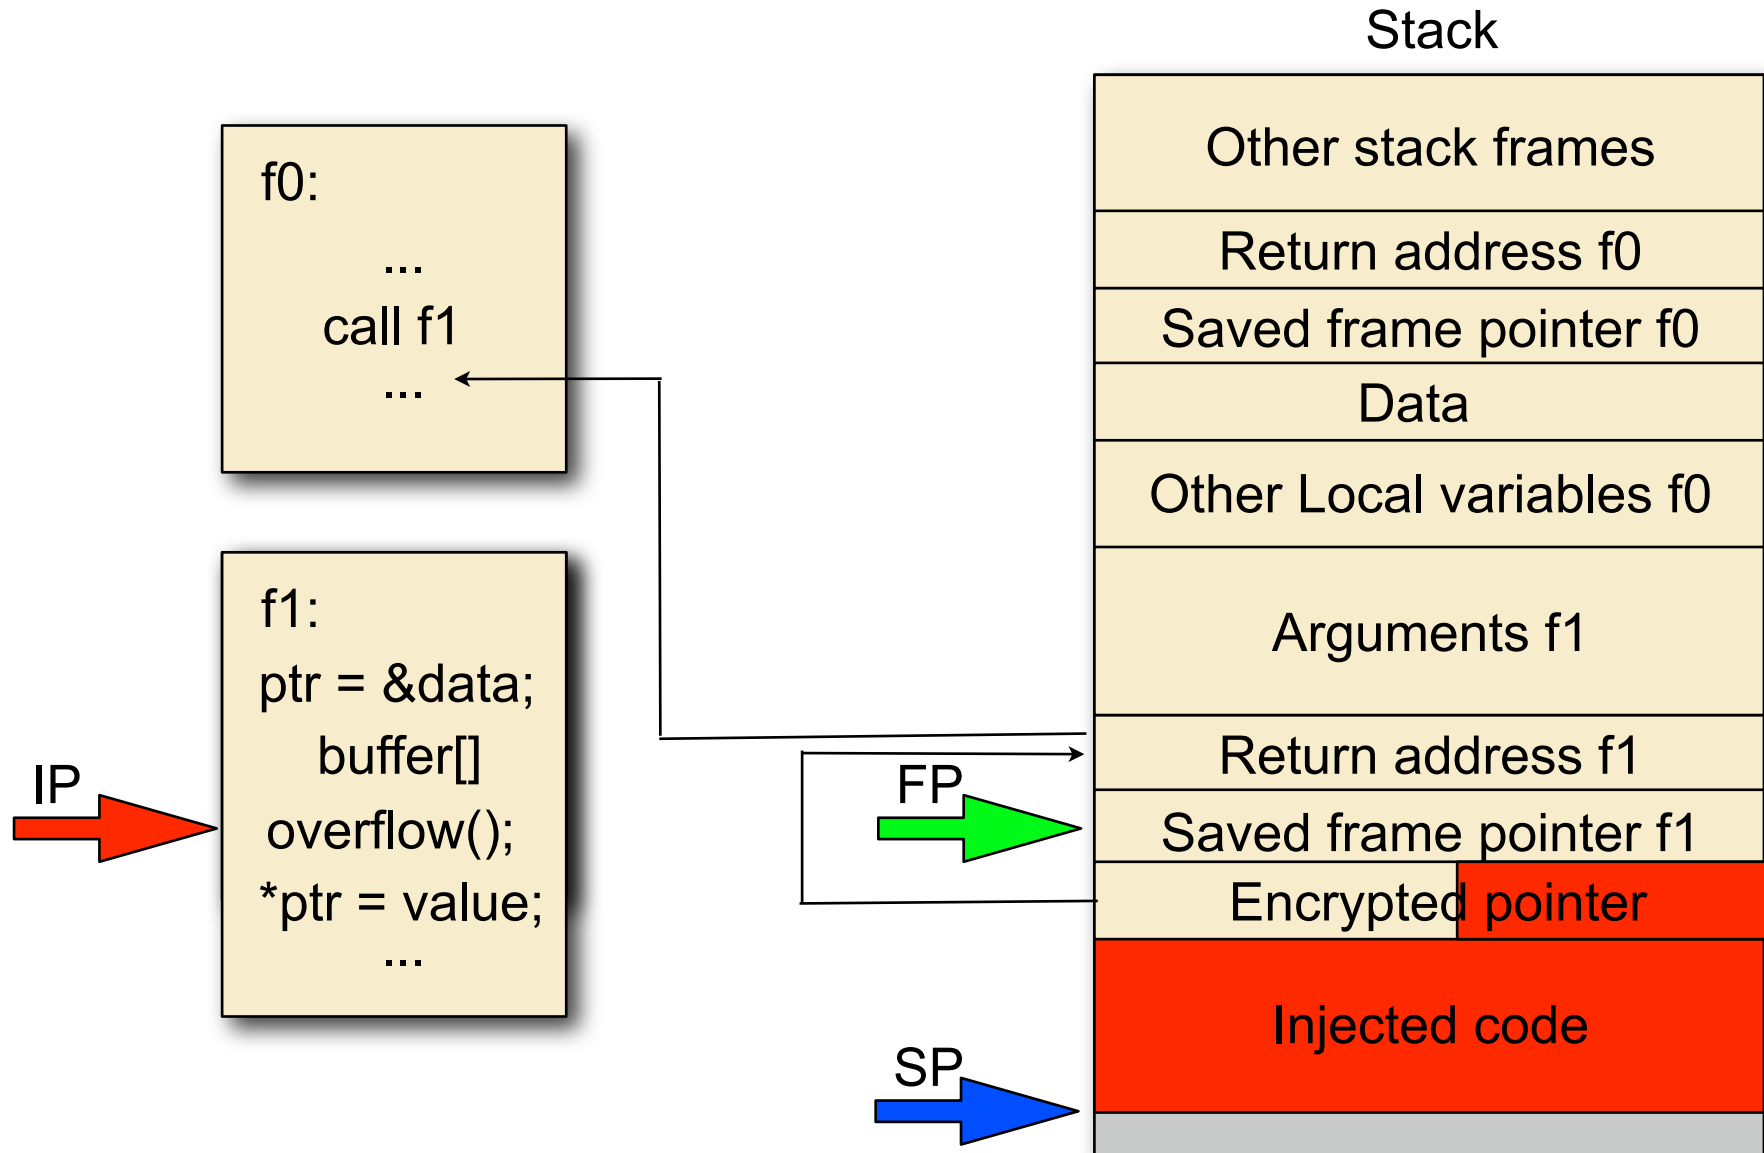 Stack
f0:
...
call f1
...
f1:
ptr = &data;
buffer[]
overflow();
*ptr = value;
...
IP
FP
SP
Other stack frames
Return address f0
Saved frame pointer f0
Data
Other Local variables f0
Arguments f1
Return address f1
Saved frame pointer f1
Encrypted pointer
Injected code